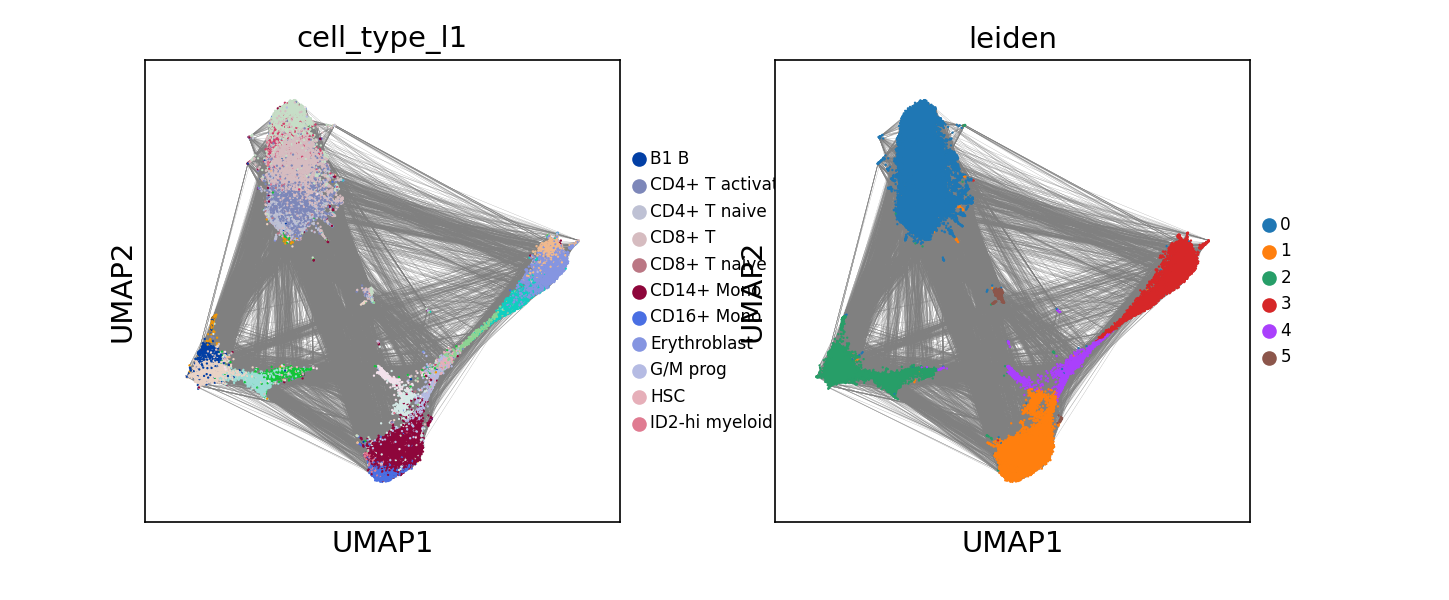 cell_type_l1
UMAP2
UMAP1
B1 B
CD4+ T activat
CD4+ T naive
CD8+ T
CD8+ T naive
CD14+ Mono
CD16+ Mono
Erythroblast
G/M prog
HSC
ID2-hi myeloid
leiden
UMAP2
UMAP1
0
1
2
3
4
5